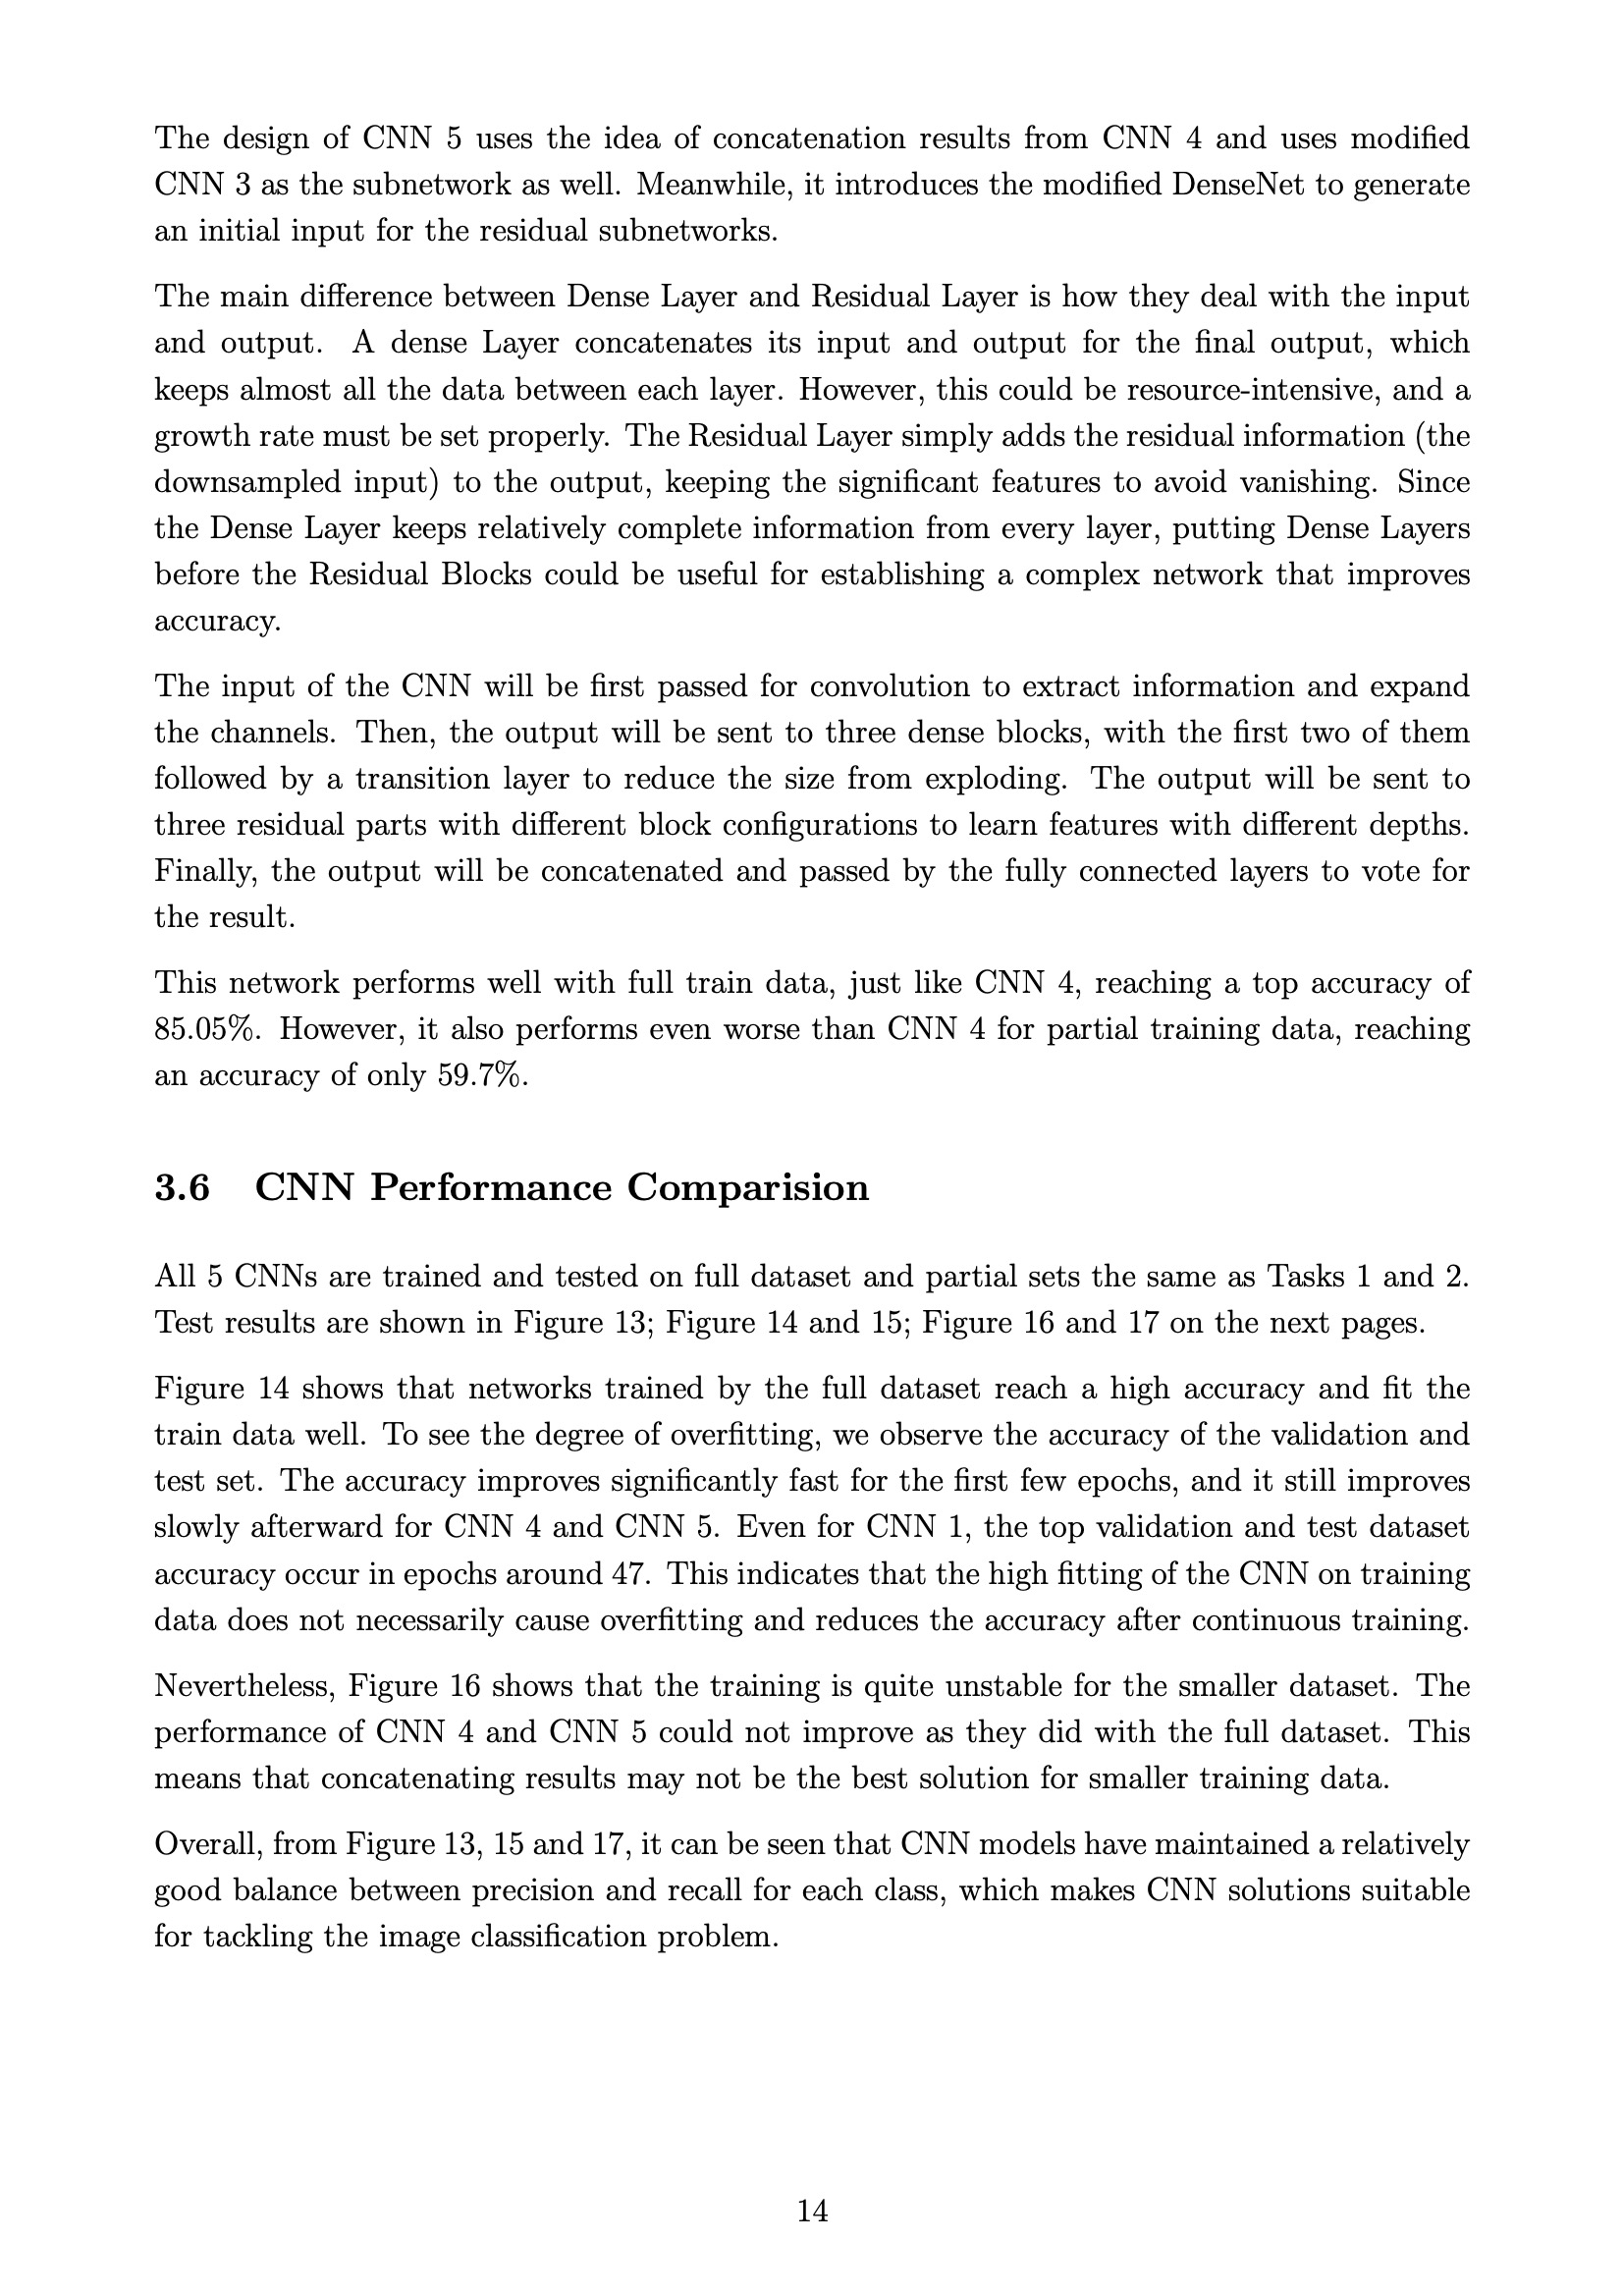 The design of CNN 5 uses the idea of concatenation results from CNN 4 and uses modified
CNN 3 as the subnetwork as well. Meanwhile, it introduces the modified DenseNet to generate
an initial input for the residual subnetworks.
The main difference between Dense Layer and Residual Layer is how they deal with the input
and output. A dense Layer concatenates its input and output for the final output, which
keeps almost all the data between each layer. However, this could be resource-intensive, and a
growth rate must be set properly. The Residual Layer simply adds the residual information (the
downsampled input) to the output, keeping the significant features to avoid vanishing. Since
the Dense Layer keeps relatively complete information from every layer, putting Dense Layers
before the Residual Blocks could be useful for establishing a complex network that improves
accuracy.
The input of the CNN will be first passed for convolution to extract information and expand
the channels. Then, the output will be sent to three dense blocks, with the first two of them
followed by a transition layer to reduce the size from exploding. The output will be sent to
three residual parts with different block configurations to learn features with different depths.
Finally, the output will be concatenated and passed by the fully connected layers to vote for
the result.
This network performs well with full train data, just like CNN 4, reaching a top accuracy of
85.05%. However, it also performs even worse than CNN 4 for partial training data, reaching
an accuracy of only 59.7%.
3.6 CNN Performance Comparision
All 5 CNNs are trained and tested on full dataset and partial sets the same as Tasks 1 and 2.
Test results are shown in Figure 13; Figure 14 and 15; Figure 16 and 17 on the next pages.
Figure 14 shows that networks trained by the full dataset reach a high accuracy and fit the
train data well. To see the degree of overfitting, we observe the accuracy of the validation and
test set. The accuracy improves significantly fast for the first few epochs, and it still improves
slowly afterward for CNN 4 and CNN 5. Even for CNN 1, the top validation and test dataset
accuracy occur in epochs around 47. This indicates that the high fitting of the CNN on training
data does not necessarily cause overfitting and reduces the accuracy after continuous training.
Nevertheless, Figure 16 shows that the training is quite unstable for the smaller dataset. The
performance of CNN 4 and CNN 5 could not improve as they did with the full dataset. This
means that concatenating results may not be the best solution for smaller training data.
Overall, from Figure 13, 15 and 17, it can be seen that CNN models have maintained a relatively
good balance between precision and recall for each class, which makes CNN solutions suitable
for tackling the image classification problem.
14